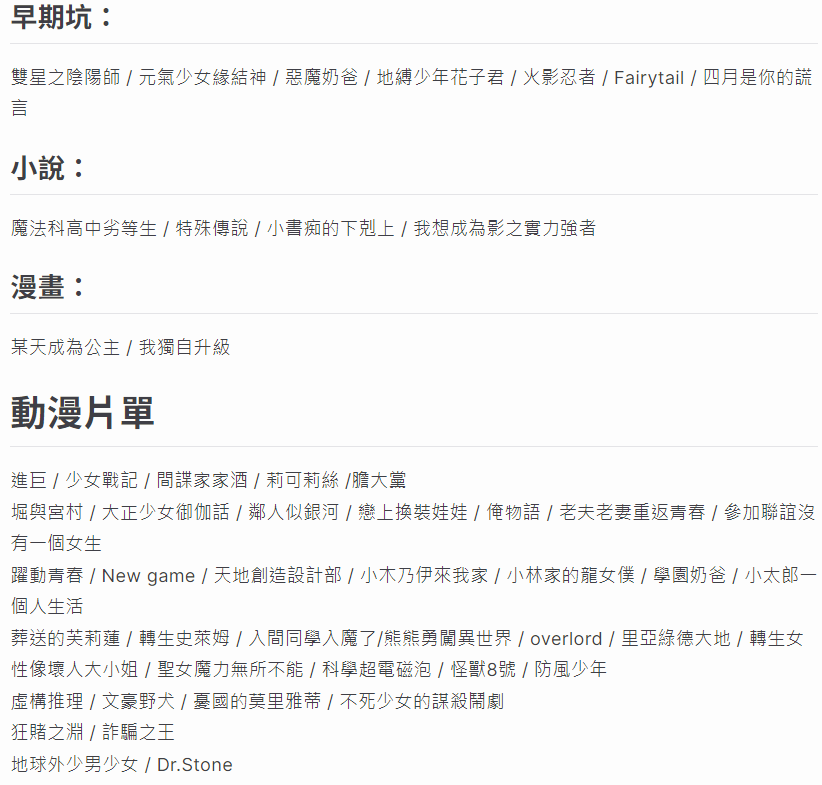 早期坑：
雙星之陰陽師 / 元氣少女緣結神 / 惡魔奶爸 / 地縛少年花子君 / 火影忍者 / Fairytail / 四月是你的謊
言
小說：
魔法科高中劣等生 / 特殊傳說 / 小書痴的下剋上 / 我想成為影之實力強者
漫畫：
某天成為公主 / 我獨自升級
動漫片單
進巨 / 少女戰記 / 間諜家家酒 / 莉可莉絲 /膽大黨
堀與宮村 / 大正少女御伽話 / 鄰人似銀河 / 戀上換裝娃娃 / 俺物語 / 老夫老妻重返青春 / 參加聯誼沒
有一個女生
躍動青春 / New game / 天地創造設計部 / 小木乃伊來我家 / 小林家的龍女僕 / 學園奶爸 / 小太郎一
個人生活
葬送的芙莉蓮 / 轉生史萊姆 / 入間同學入魔了/熊熊勇闖異世界 / overlord / 里亞綠德大地 / 轉生女
性像壞人大小姐 / 聖女魔力無所不能 / 科學超電磁泡 / 怪獸8號 / 防風少年
虛構推理 / 文豪野犬 / 憂國的莫里雅蒂 / 不死少女的謀殺鬧劇
狂賭之淵 / 詐騙之王
地球外少男少女 / Dr.Stone